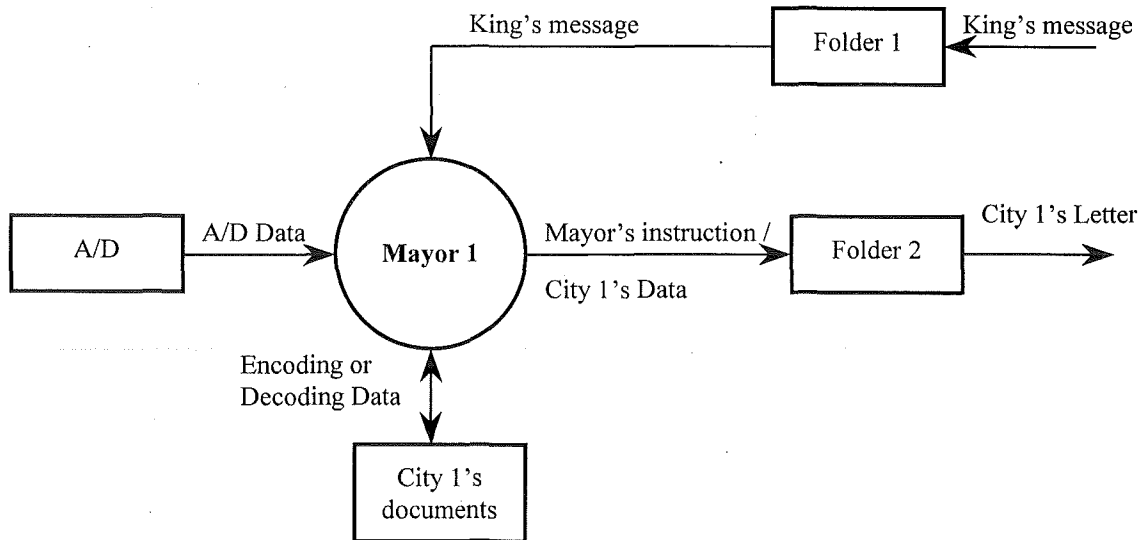 King's message
Folder 1
King's message
A/D
A/D Data
Mayor 1
Mayor's instruction /
City 1's Data
Folder 2
City 1's Letter
Encoding or
Decoding Data
City 1's
documents